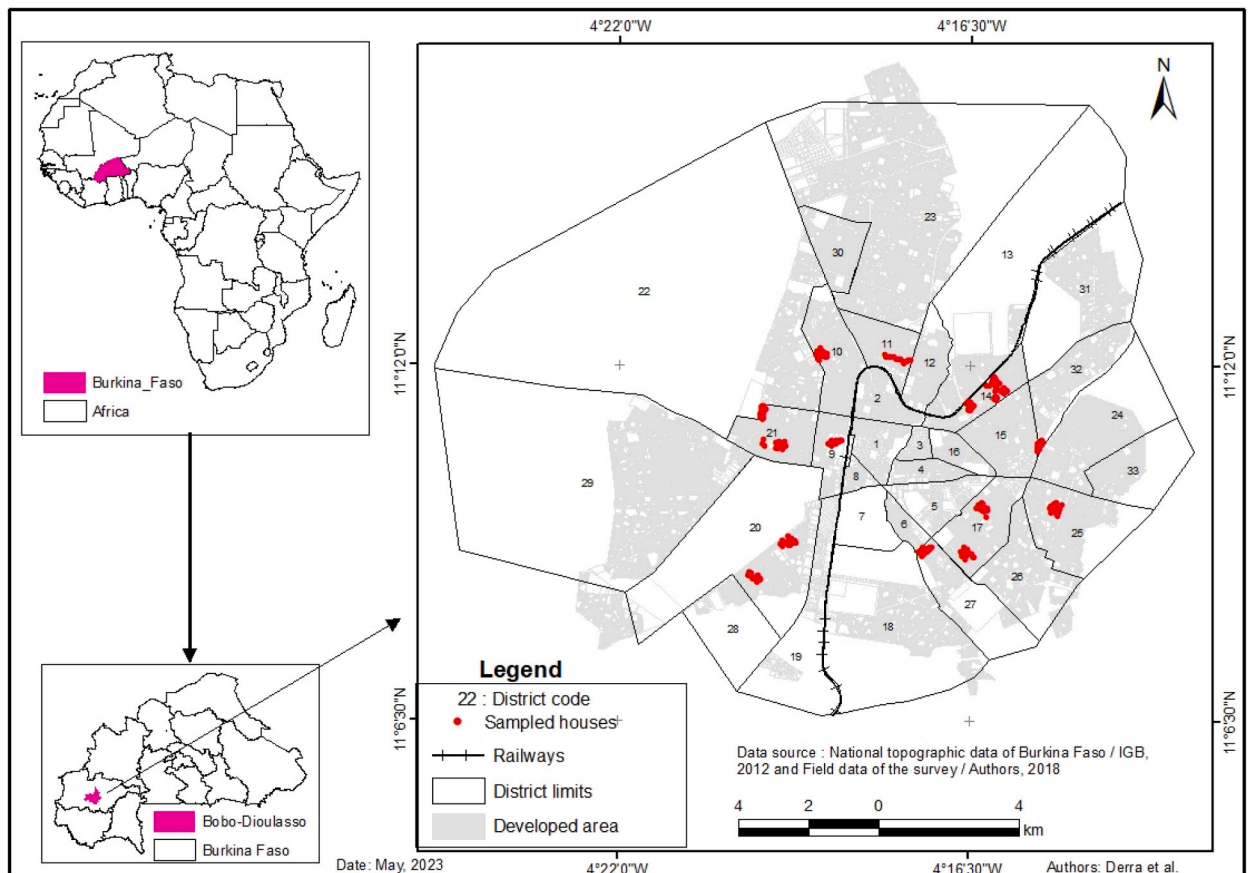 4°22'0"W
4°16'30"W
N
11°12'0"N
11°12'0"N
11°6'30"N
11°6'30"N
4°22'0"W
4°16'30"W
Burkina_Faso
Africa
Bobo-Dioulasso
Burkina Faso
23
30
13
22
31
10
11
12
32
2
14
24
21
15
1
3
16
9
33
4
8
29
5
7
6
17
20
25
26
27
28
18
19
Legend
22 : District code
Sampled houses
Railways
District limits
Developed area
Data source : National topographic data of Burkina Faso / IGB,
2012 and Field data of the survey / Authors, 2018
4 2 0 4
km
Date: May, 2023
Authors: Derra et al.